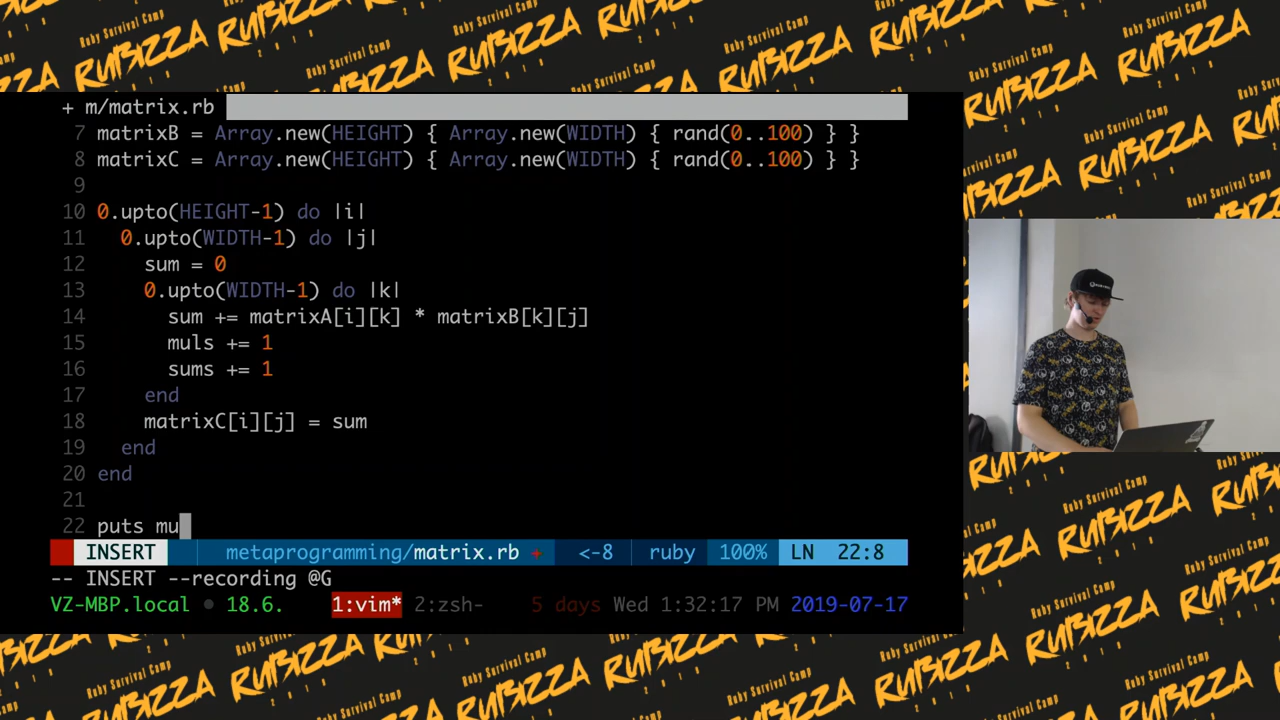 Ruby Survival Camp
RUBIZZA
2019
+ m/matrix.rb
7 matrixB = Array.new(HEIGHT) { Array.new(WIDTH) { rand(0..100) } }
8 matrixC = Array.new(HEIGHT) { Array.new(WIDTH) { rand(0..100) } }
9
10 0.upto(HEIGHT-1) do |i|
11 0.upto(WIDTH-1) do |j|
12 sum = 0
13 0.upto(WIDTH-1) do |k|
14 sum += matrixA[i][k] * matrixB[k][j]
15 muls += 1
16 sums += 1
17 end
18 matrixC[i][j] = sum
19 end
20 end
21
22 puts mu
INSERT metaprogramming/matrix.rb + <-8 ruby 100% LN 22:8
-- INSERT --recording @G
VZ-MBP.local • 18.6. 1:vim* 2:zsh- 5 days Wed 1:32:17 PM 2019-07-17